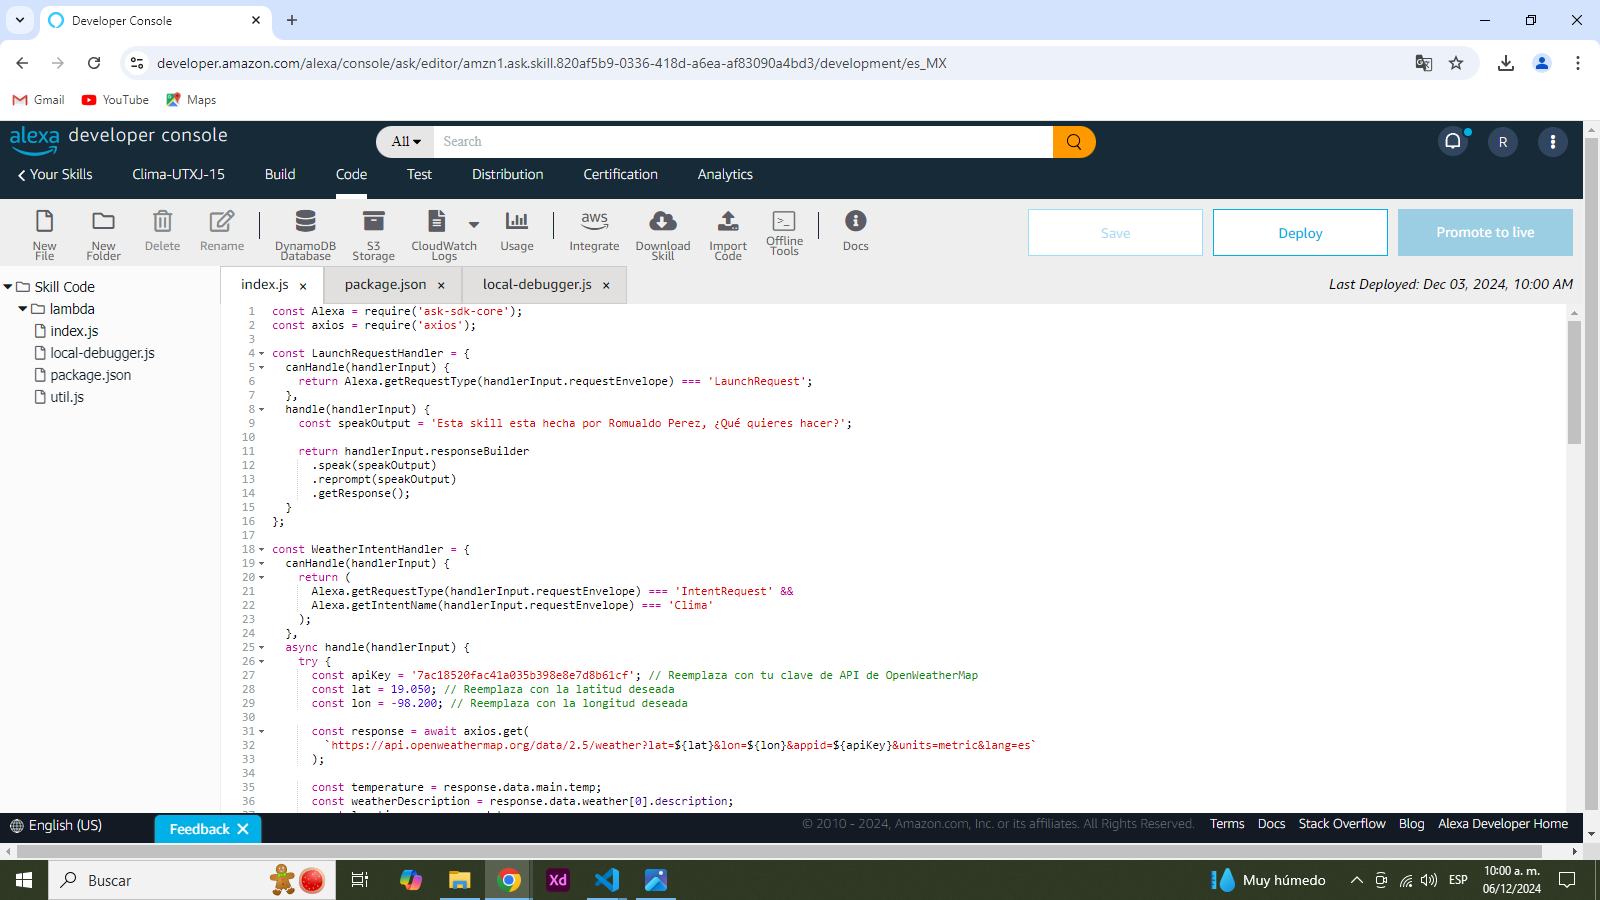 Developer Console
developer.amazon.com/alexa/console/ask/editor/amzn1.ask.skill.820af5b9-0336-418d-a6ea-af83090a4bd3/development/es_MX
Gmail YouTube Maps
alexa developer console
All Search
R
Your Skills Clima-UTXJ-15 Build Code Test Distribution Certification Analytics
New File New Folder Delete Rename DynamoDB Database S3 Storage CloudWatch Logs Usage aws Integrate Download Skill Import Code Offline Tools Docs
Save Deploy Promote to live
Skill Code
lambda
index.js
local-debugger.js
package.json
util.js
index.js × package.json × local-debugger.js ×
Last Deployed: Dec 03, 2024, 10:00 AM
1 const Alexa = require('ask-sdk-core');
2 const axios = require('axios');
3
4 const LaunchRequestHandler = {
5 canHandle(handlerInput) {
6 return Alexa.getRequestType(handlerInput.requestEnvelope) === 'LaunchRequest';
7 },
8 handle(handlerInput) {
9 const speakOutput = 'Esta skill esta hecha por Romualdo Perez, ¿Qué quieres hacer?';
10
11 return handlerInput.responseBuilder
12 .speak(speakOutput)
13 .reprompt(speakOutput)
14 .getResponse();
15 }
16 };
17
18 const WeatherIntentHandler = {
19 canHandle(handlerInput) {
20 return (
21 Alexa.getRequestType(handlerInput.requestEnvelope) === 'IntentRequest' &&
22 Alexa.getIntentName(handlerInput.requestEnvelope) === 'Clima'
23 );
24 },
25 async handle(handlerInput) {
26 try {
27 const apiKey = '7ac18520fac41a035b398e8e7d8b61cf'; // Reemplaza con tu clave de API de OpenWeatherMap
28 const lat = 19.050; // Reemplaza con la latitud deseada
29 const lon = -98.200; // Reemplaza con la longitud deseada
30
31 const response = await axios.get(
32 `https://api.openweathermap.org/data/2.5/weather?lat=${lat}&lon=${lon}&appid=${apiKey}&units=metric&lang=es`
33 );
34
35 const temperature = response.data.main.temp;
36 const weatherDescription = response.data.weather[0].description;
English (US)
Feedback ✕
© 2010 - 2024, Amazon.com, Inc. or its affiliates. All Rights Reserved. Terms Docs Stack Overflow Blog Alexa Developer Home
Buscar
Xd
Muy húmedo
ESP
10:00 a. m.
06/12/2024